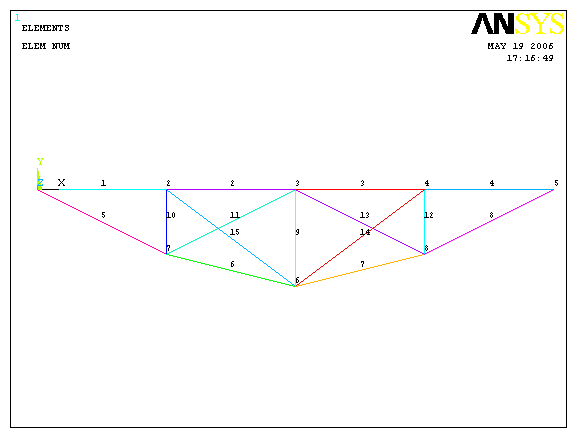 1
ELEMENTS
ELEM NUM
ANSYS
MAY 19 2006
17:16:49
Y
Z X 1 2 2 3 3 4 4 5
5 10 11 13 12 8
15 9 14
7 8
6 7
6